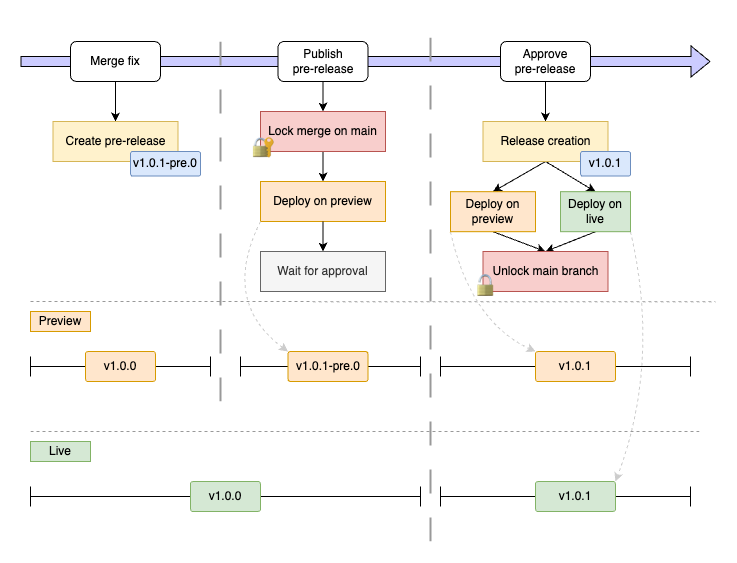 Merge fix
Publish
pre-release
Approve
pre-release
Create pre-release
v1.0.1-pre.0
Lock merge on main
Deploy on preview
Wait for approval
Release creation
v1.0.1
Deploy on
preview
Deploy on
live
Unlock main branch
Preview
v1.0.0
v1.0.1-pre.0
v1.0.1
Live
v1.0.0
v1.0.1